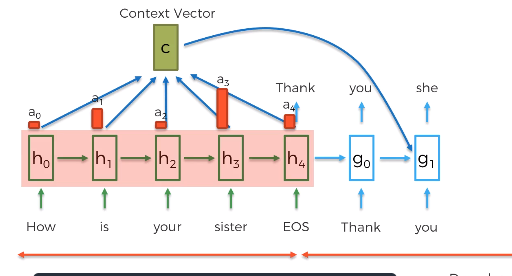 Context Vector
C
a3
a0 a1 a2 a4 Thank you she
h0 h1 h2 h3 h4 g0 g1
How is your sister EOS Thank you